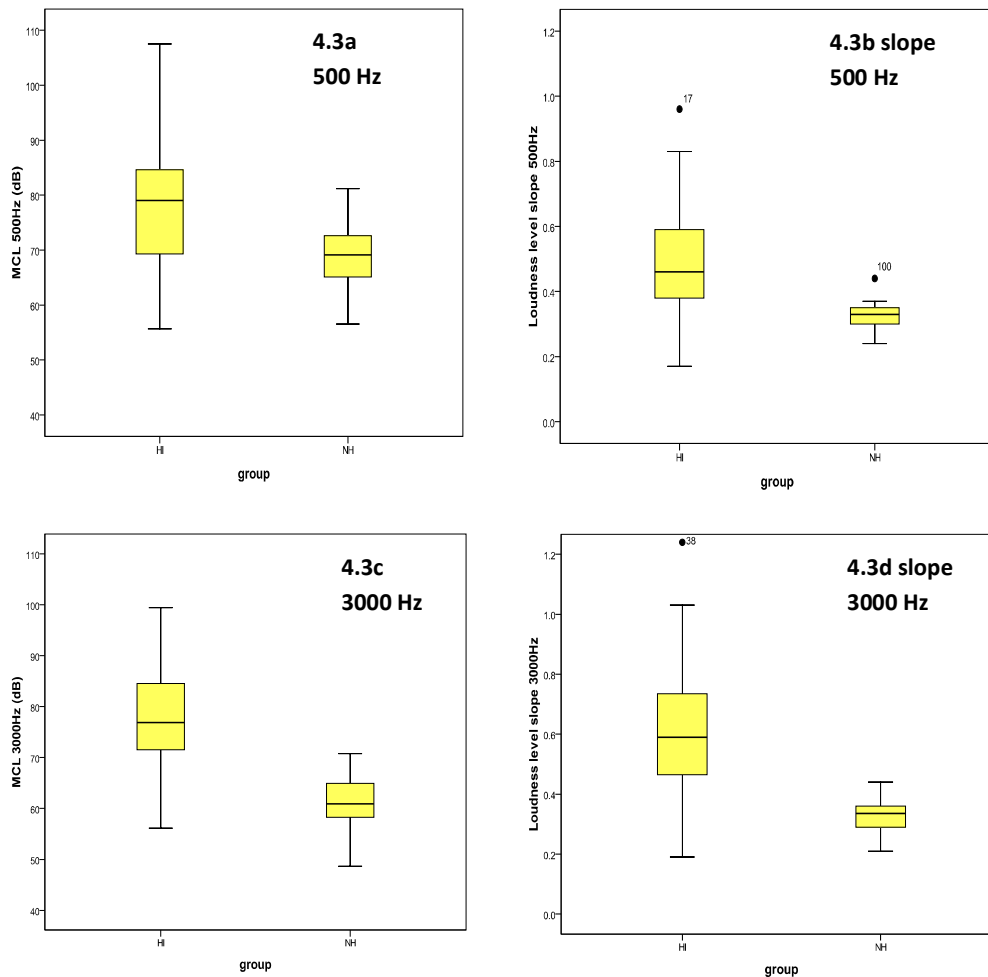 4.3a
500 Hz
MCL 500Hz (dB)
110
100
90
80
70
60
50
40
HI
NH
group
4.3b slope
500 Hz
Loudness level slope 500Hz
1.2
1.0
0.8
0.6
0.4
0.2
0.0
17
100
HI
NH
group
4.3c
3000 Hz
MCL 3000Hz (dB)
110
100
90
80
70
60
50
40
HI
NH
group
4.3d slope
3000 Hz
Loudness level slope 3000Hz
1.2
1.0
0.8
0.6
0.4
0.2
0.0
38
HI
NH
group